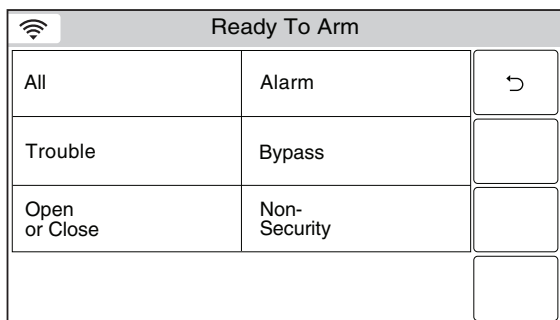 Ready To Arm
All
Alarm
Trouble
Bypass
Open
or Close
Non-
Security